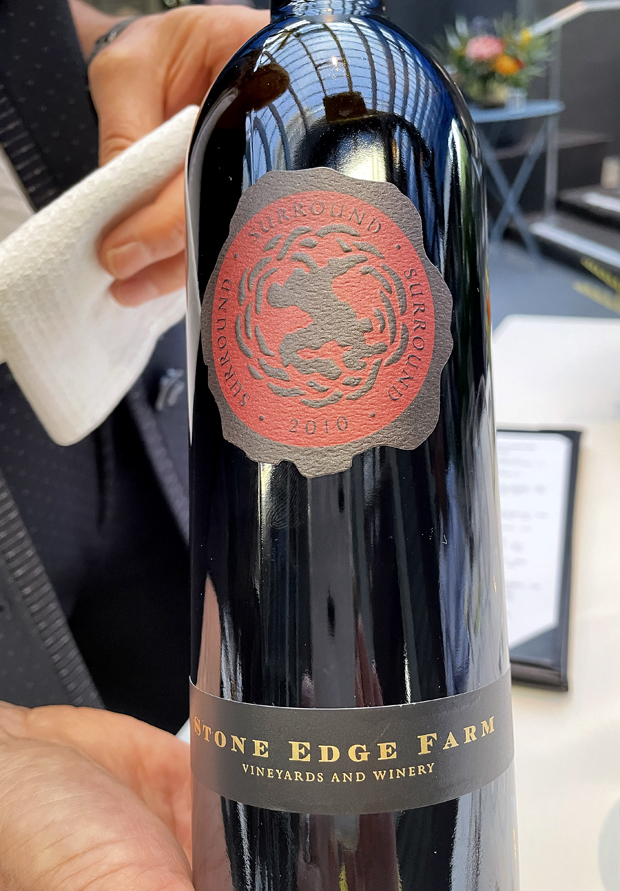 SURROUND
SURROUND
SURROUND
2010
STONE EDGE FARM
VINEYARDS AND WINERY